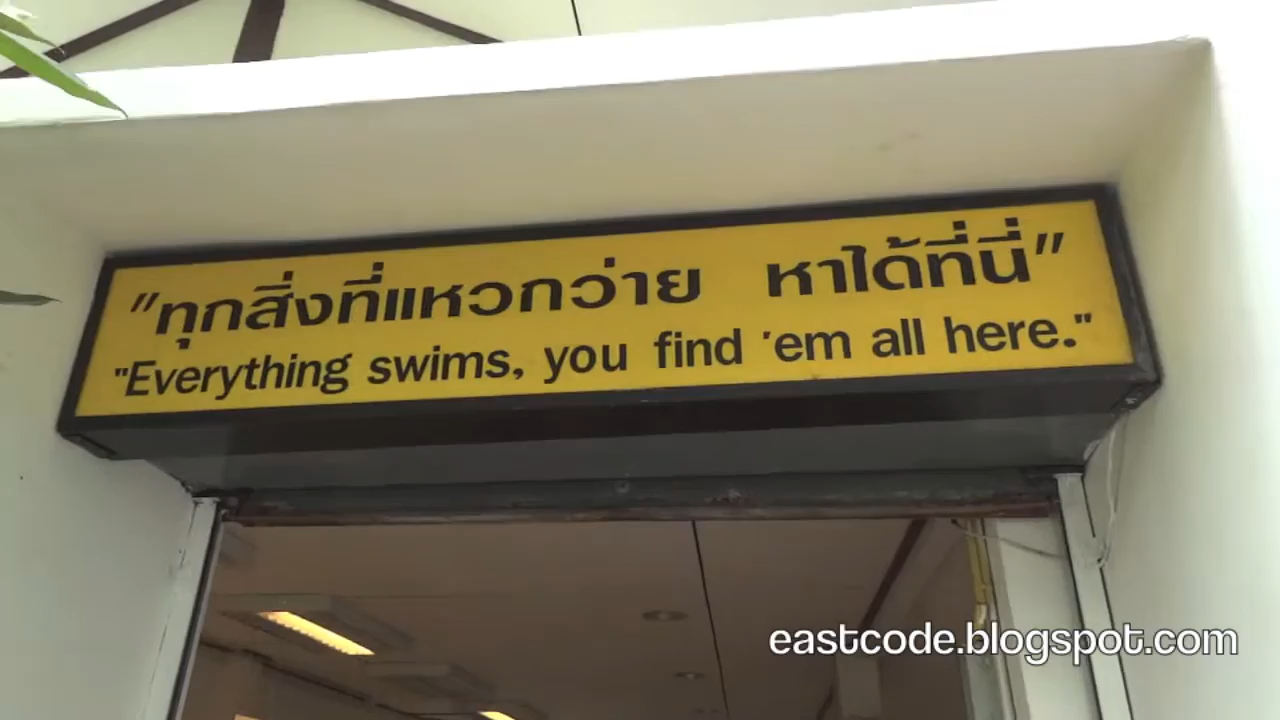 "ทุกสิ่งที่แหวกว่าย หาได้ที่นี่"
"Everything swims, you find 'em all here."
eastcode.blogspot.com